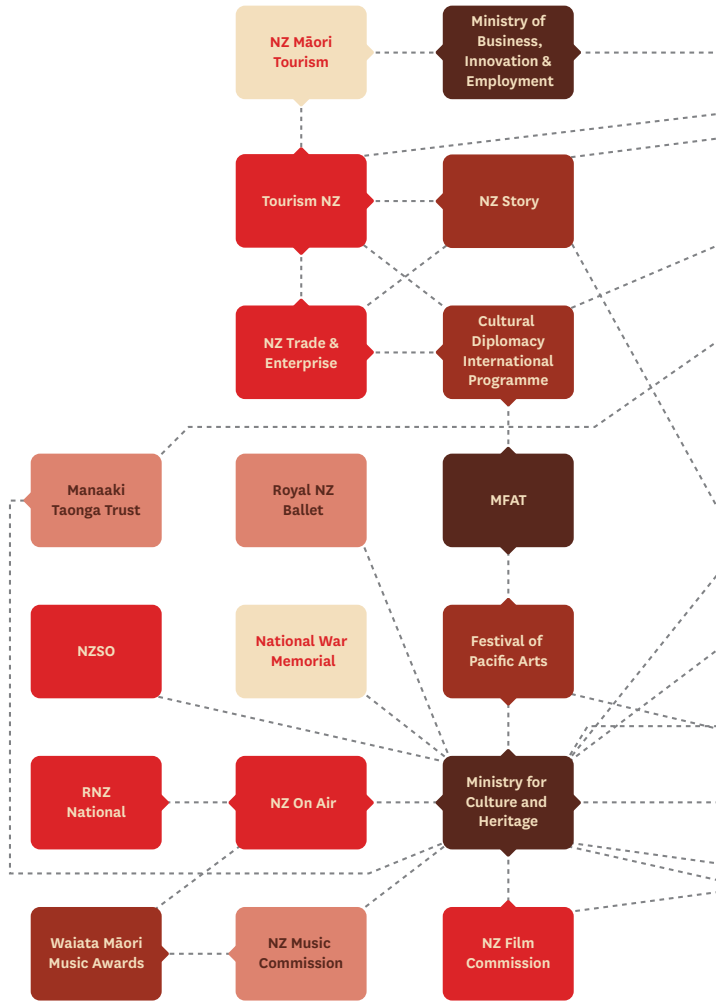 NZ Māori
Tourism
Ministry of
Business,
Innovation &
Employment
Tourism NZ
NZ Story
NZ Trade &
Enterprise
Cultural
Diplomacy
International
Programme
Manaaki
Taonga Trust
Royal NZ
Ballet
MFAT
NZSO
National War
Memorial
Festival of
Pacific Arts
RNZ
National
NZ On Air
Ministry for
Culture and
Heritage
Waiata Māori
Music Awards
NZ Music
Commission
NZ Film
Commission